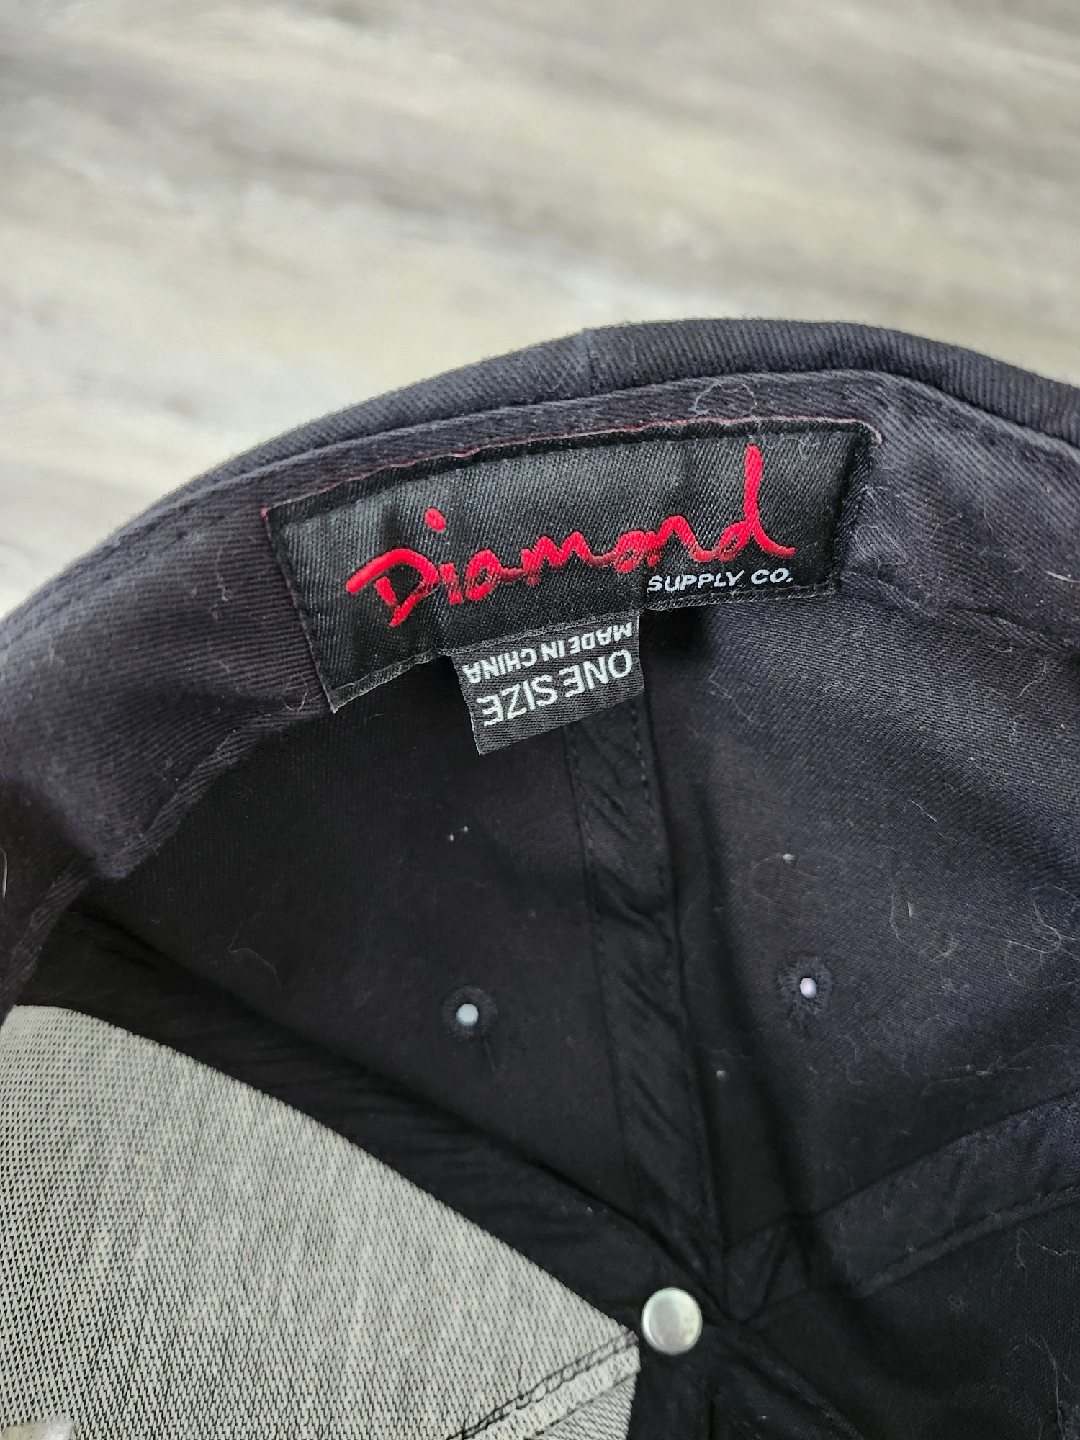 Diamond
SUPPLY CO.
ONE SIZE
MADE IN CHINA